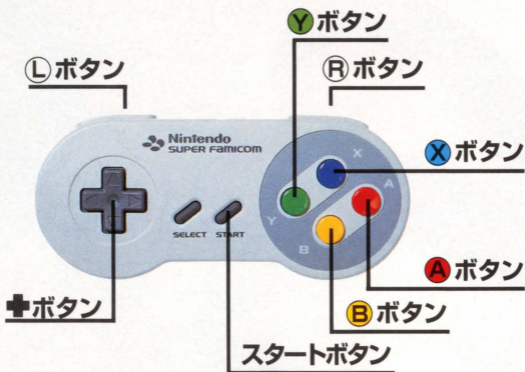 Ⓨボタン
Ⓛボタン
Ⓡボタン
Nintendo
SUPER FAMICOM
X
Ⓧボタン
A
Y
SELECT
START
B
Ⓐボタン
✚ボタン
Ⓑボタン
スタートボタン